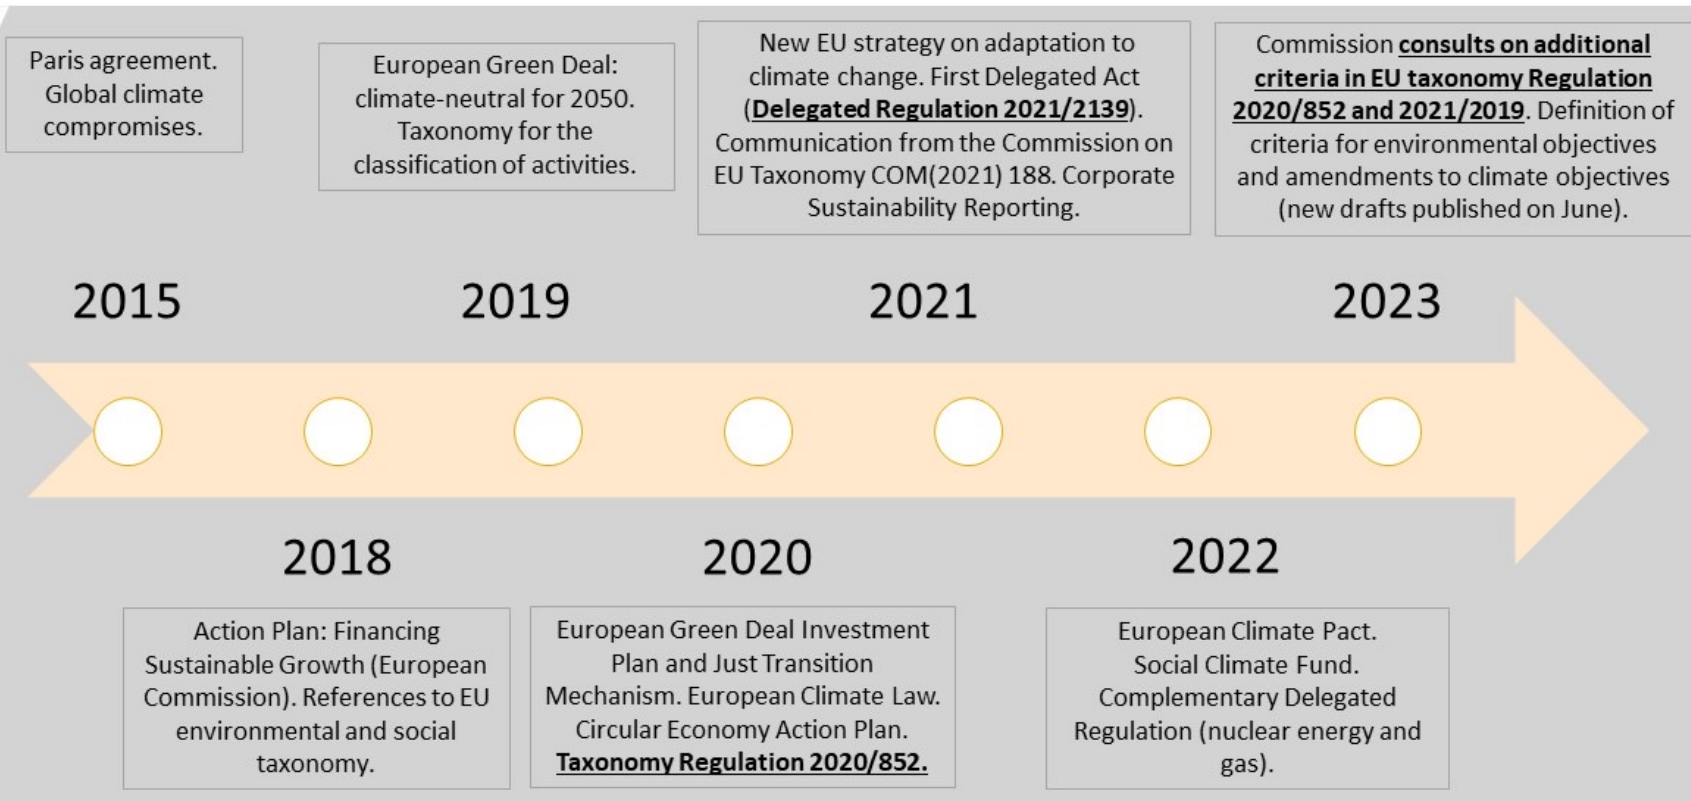 Paris agreement.
Global climate
compromises.
European Green Deal:
climate-neutral for 2050.
Taxonomy for the
classification of activities.
New EU strategy on adaptation to
climate change. First Delegated Act
(Delegated Regulation 2021/2139).
Communication from the Commission on
EU Taxonomy COM(2021) 188. Corporate
Sustainability Reporting.
Commission consults on additional
criteria in EU taxonomy Regulation
2020/852 and 2021/2019. Definition of
criteria for environmental objectives
and amendments to climate objectives
(new drafts published on June).
2015
2019
2021
2023
2018
2020
2022
Action Plan: Financing
Sustainable Growth (European
Commission). References to EU
environmental and social
taxonomy.
European Green Deal Investment
Plan and Just Transition
Mechanism. European Climate Law.
Circular Economy Action Plan.
Taxonomy Regulation 2020/852.
European Climate Pact.
Social Climate Fund.
Complementary Delegated
Regulation (nuclear energy and
gas).